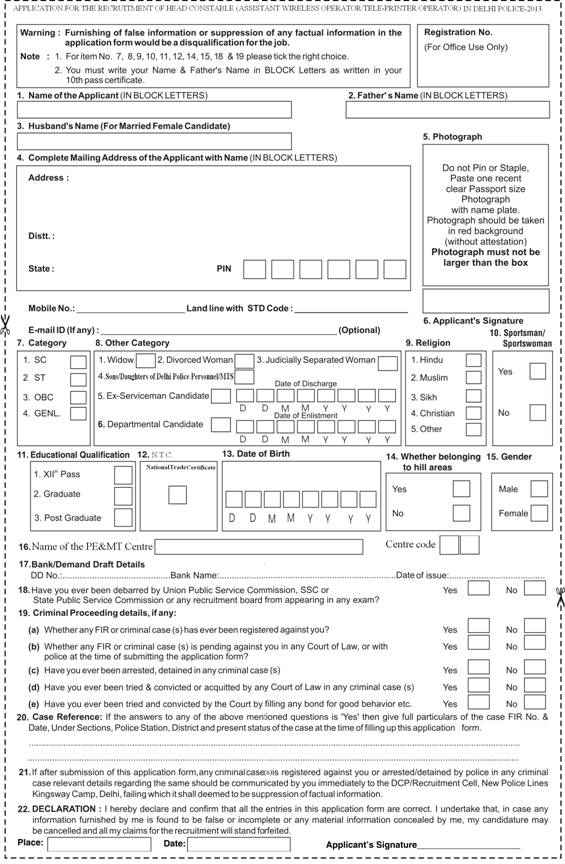 APPLICATION FOR THE RECRUITMENT OF HEAD CONSTABLE (ASSISTANT WIRELESS OPERATOR/TELE-PRINTER OPERATOR) IN DELHI POLICE-2013
Warning : Furnishing of false information or suppression of any factual information in the
application form would be a disqualification for the job.
Note : 1. For item No. 7, 8, 9, 10, 11, 12, 14, 15, 18 & 19 please tick the right choice.
2. You must write your Name & Father's Name in BLOCK Letters as written in your
10th pass certificate.
Registration No.
(For Office Use Only)
1. Name of the Applicant (IN BLOCK LETTERS)
2. Father's Name (IN BLOCK LETTERS)
3. Husband's Name (For Married Female Candidate)
4. Complete Mailing Address of the Applicant with Name (IN BLOCK LETTERS)
Address :
Distt. :
State :
PIN
5. Photograph
Do not Pin or Staple,
Paste one recent
clear Passport size
Photograph
with name plate.
Photograph should be taken
in red background
(without attestation)
Photograph must not be
larger than the box
Mobile No.: Land line with STD Code :
E-mail ID (If any) : (Optional)
6. Applicant's Signature
7. Category
1. SC
2 ST
3. OBC
4. GENL.
8. Other Category
1. Widow 2. Divorced Woman 3. Judicially Separated Woman
4. Sons/Daughters of Delhi Police Personnel/MTS
Date of Discharge
5. Ex-Serviceman Candidate
D D M M Y Y Y Y
Date of Enlistment
6. Departmental Candidate
D D M M Y Y Y Y
9. Religion
1. Hindu
2. Muslim
3. Sikh
4. Christian
5. Other
10. Sportsman/
Sportswoman
Yes
No
11. Educational Qualification
1. XIIth Pass
2. Graduate
3. Post Graduate
12. N.T.C.
National Trade Certificate
13. Date of Birth
D D M M Y Y Y Y
14. Whether belonging
to hill areas
Yes
No
15. Gender
Male
Female
16. Name of the PE&MT Centre
Centre code
17. Bank/Demand Draft Details
DD No.: Bank Name: Date of issue:
18. Have you ever been debarred by Union Public Service Commission, SSC or Yes No
State Public Service Commission or any recruitment board from appearing in any exam?
19. Criminal Proceeding details, if any:
(a) Whether any FIR or criminal case (s) has ever been registered against you? Yes No
(b) Whether any FIR or criminal case (s) is pending against you in any Court of Law, or with Yes No
police at the time of submitting the application form?
(c) Have you ever been arrested, detained in any criminal case (s) Yes No
(d) Have you ever been tried & convicted or acquitted by any Court of Law in any criminal case (s) Yes No
(e) Have you ever been tried and convicted by the Court by filling any bond for good behavior etc. Yes No
20. Case Reference: If the answers to any of the above mentioned questions is 'Yes' then give full particulars of the case FIR No. &
Date, Under Sections, Police Station, District and present status of the case at the time of filling up this application form.
21. If after submission of this application form, any criminal case(s) is registered against you or arrested/detained by police in any criminal
case relevant details regarding the same should be communicated by you immediately to the DCP/Recruitment Cell, New Police Lines
Kingsway Camp, Delhi, failing which it shall deemed to be suppression of factual information.
22. DECLARATION : I hereby declare and confirm that all the entries in this application form are correct. I undertake that, in case any
information furnished by me is found to be false or incomplete or any material information concealed by me, my candidature may
be cancelled and all my claims for the recruitment will stand forfeited.
Place: Date: Applicant's Signature